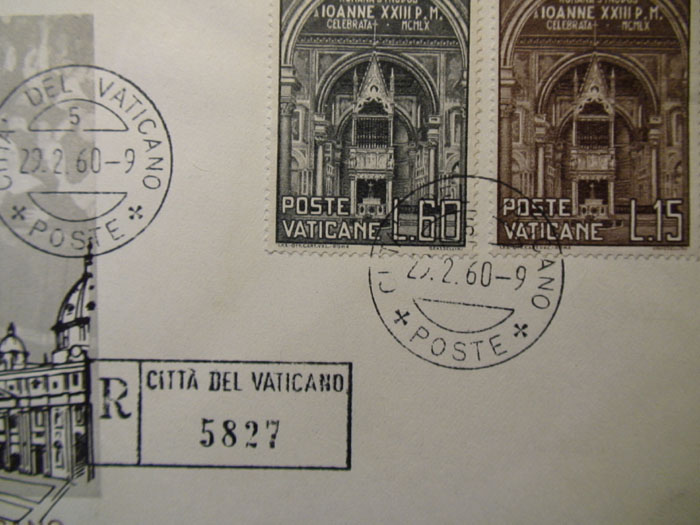 IOANNE XXIII P.M.
CELEBRATA MCMLX
POSTE
VATICANE L.60
IOANNE XXIII P.M.
CELEBRATA MCMLX
POSTE
VATICANE L.15
CITTÀ DEL VATICANO
5
29.2.60-9
POSTE
ANO
2.60-9
POSTE
R
CITTÀ DEL VATICANO
5827